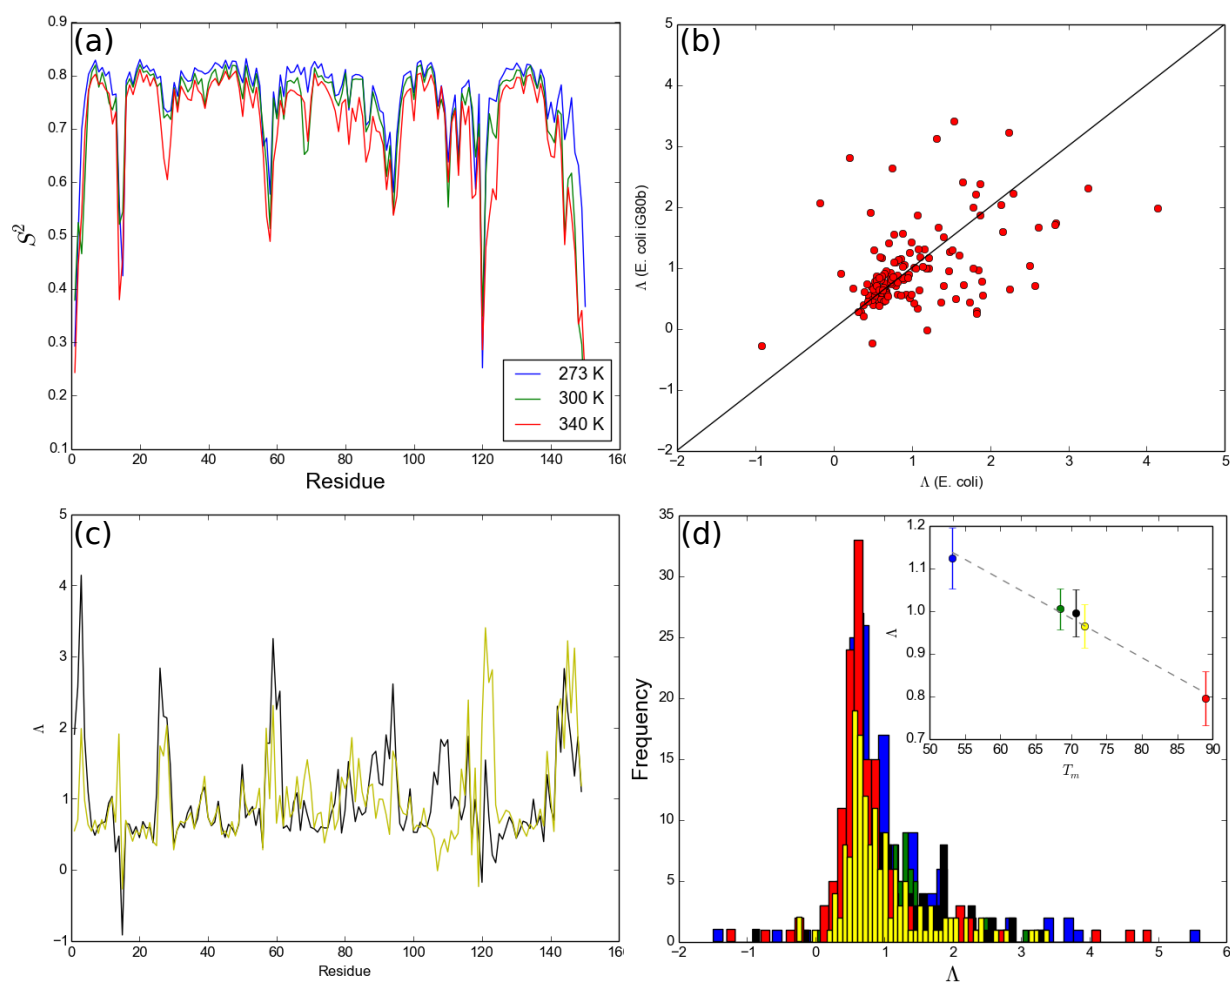 (a)
0.9
0.8
0.7
0.6
0.5
0.4
0.3
0.2
0.1
S²
273 K
300 K
340 K
0 20 40 60 80 100 120 140 160
Residue
(b)
5
4
3
2
1
0
−1
−2
Λ (E. coli iG80b)
−2 −1 0 1 2 3 4 5
Λ (E. coli)
(c)
5
4
3
2
1
0
−1
Λ
0 20 40 60 80 100 120 140 160
Residue
(d)
35
30
25
20
15
10
5
0
Frequency
−2 −1 0 1 2 3 4 5 6
Λ
1.2
1.1
1.0
0.9
0.8
0.7
Λ
50 55 60 65 70 75 80 85 90
Tₘ